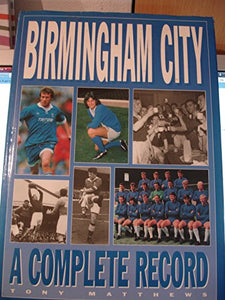 BIRMINGHAM CITY
A COMPLETE RECORD
TONY MATTHEWS